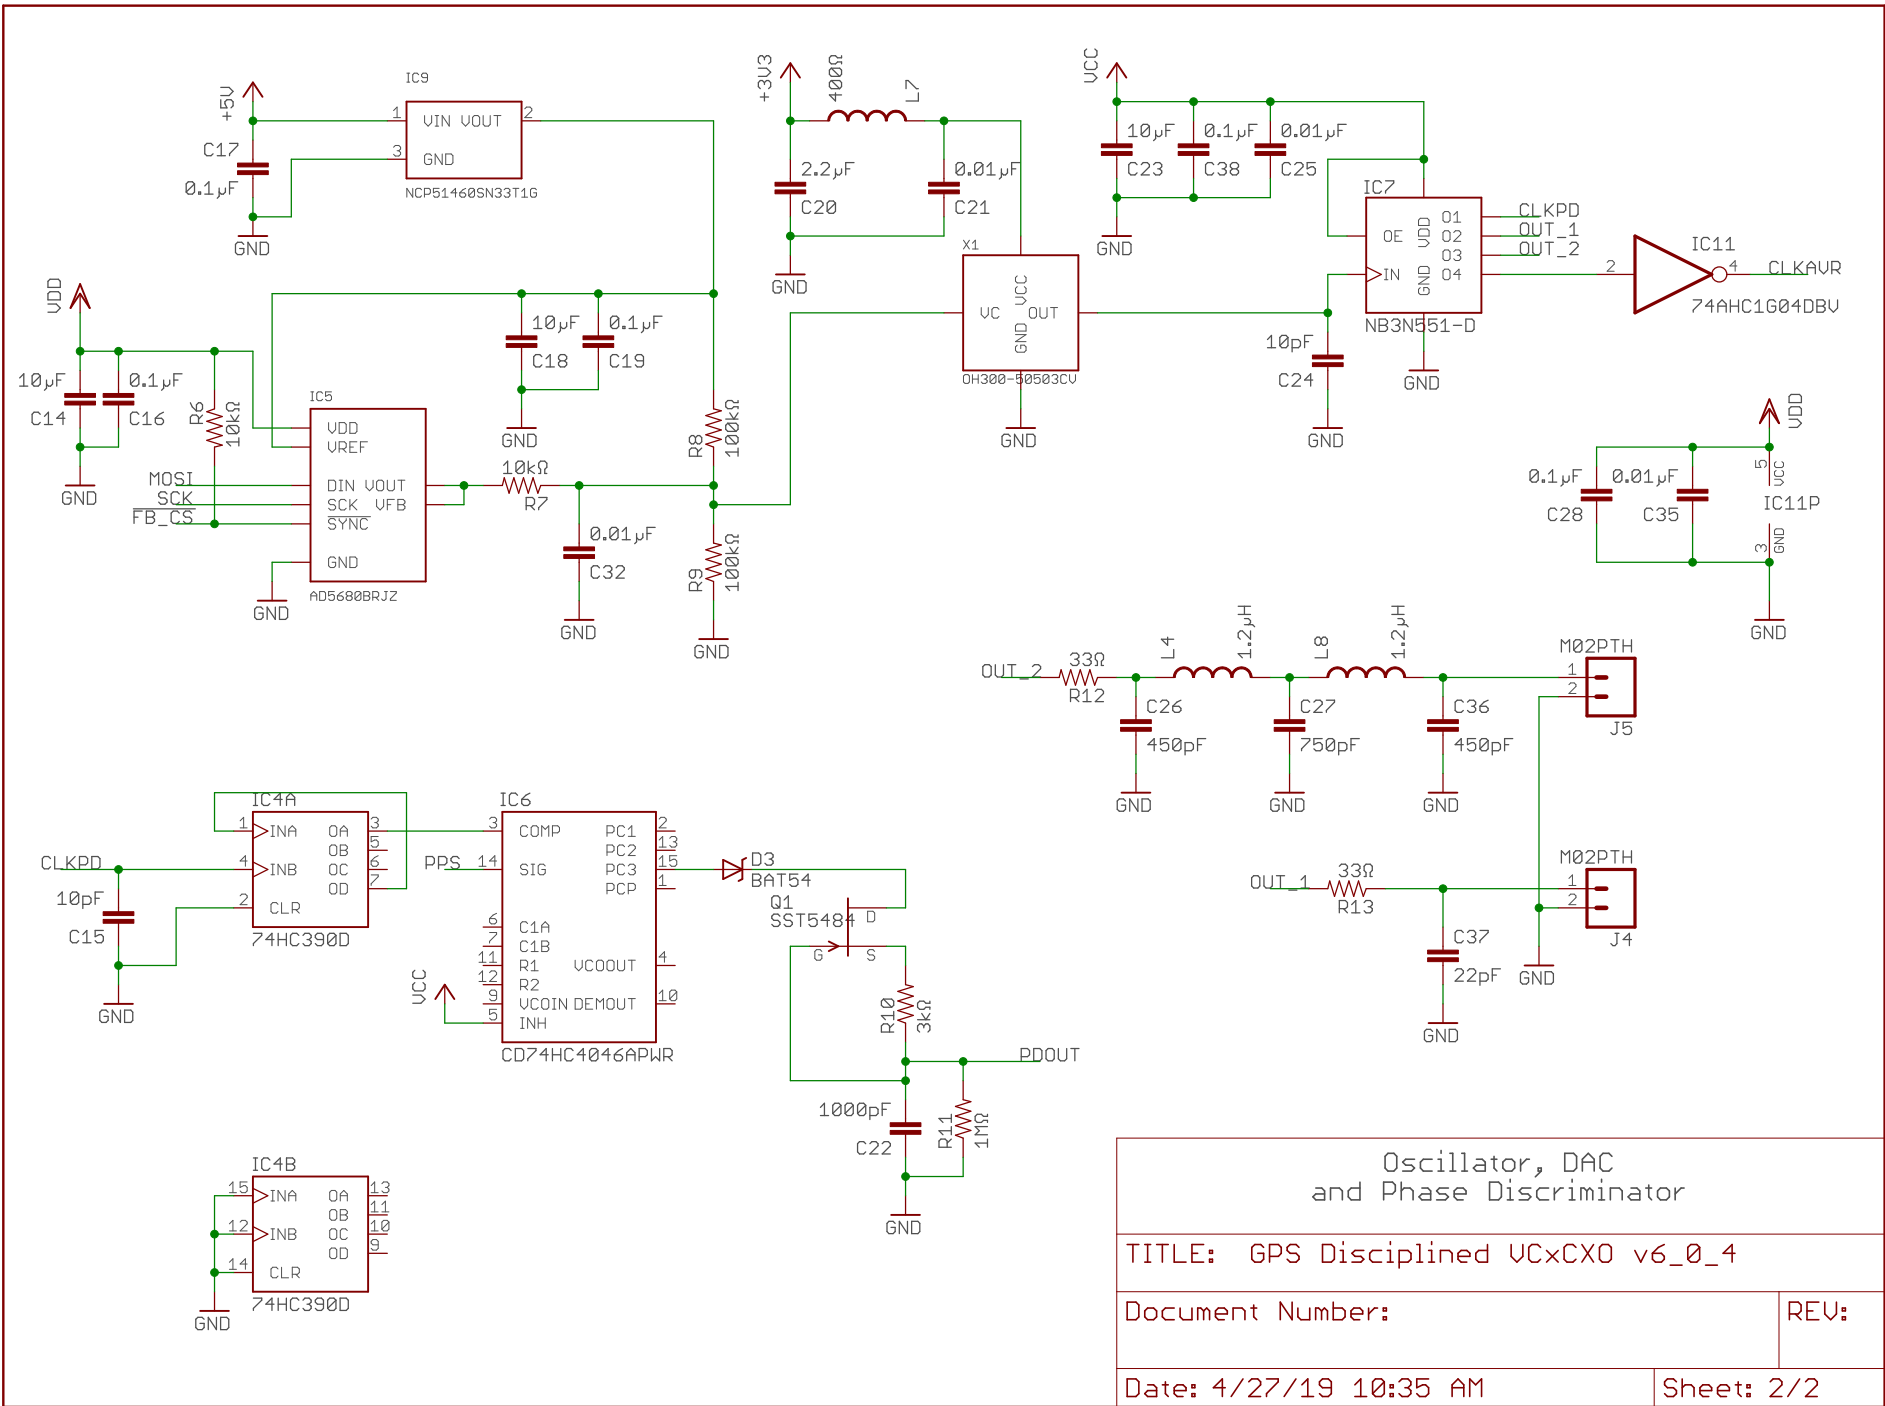 +5V
IC9
1
VIN VOUT
2
3
GND
NCP51460SN33T1G
C17
0.1µF
GND
+3V3
400Ω
L7
2.2µF
C20
0.01µF
C21
GND
X1
VC
GND
VCC
OUT
OH300-50503CV
GND
VCC
10µF
C23
0.1µF
C38
0.01µF
C25
GND
IC7
OE
IN
VDD
GND
O1
O2
O3
O4
NB3N551-D
GND
CLKPD
OUT_1
OUT_2
2
IC11
4
CLKAVR
74AHC1G04DBV
10pF
C24
GND
VDD
10µF
C14
0.1µF
C16
GND
R6
10kΩ
10µF
C18
0.1µF
C19
GND
IC5
VDD
VREF
DIN VOUT
SCK VFB
SYNC
GND
AD5680BRJZ
MOSI
SCK
FB_CS
GND
10kΩ
R7
0.01µF
C32
GND
R8
100kΩ
R9
100kΩ
GND
VDD
0.1µF
C28
0.01µF
C35
5
VCC
IC11P
3
GND
GND
OUT_2
33Ω
R12
L4
1.2µH
L8
1.2µH
C26
450pF
GND
C27
750pF
GND
C36
450pF
GND
M02PTH
1
2
J5
OUT_1
33Ω
R13
C37
22pF
GND
M02PTH
1
2
J4
GND
CLKPD
10pF
C15
GND
IC4A
1
INA
4
INB
2
CLR
OA
3
OB
5
OC
6
OD
7
74HC390D
PPS
IC6
3
COMP
14
SIG
6
C1A
7
C1B
11
R1
12
R2
9
VCOIN DEMOUT
10
5
INH
PC1
2
PC2
13
PC3
15
PCP
1
VCOOUT
4
CD74HC4046APWR
VCC
D3
BAT54
Q1
SST5484
D
G
S
R10
3kΩ
PDOUT
1000pF
C22
R11
1MΩ
GND
IC4B
15
INA
12
INB
14
CLR
OA
13
OB
11
OC
10
OD
9
74HC390D
GND
Oscillator, DAC
and Phase Discriminator
TITLE: GPS Disciplined VCxCXO v6_0_4
Document Number:
REV:
Date: 4/27/19 10:35 AM
Sheet: 2/2